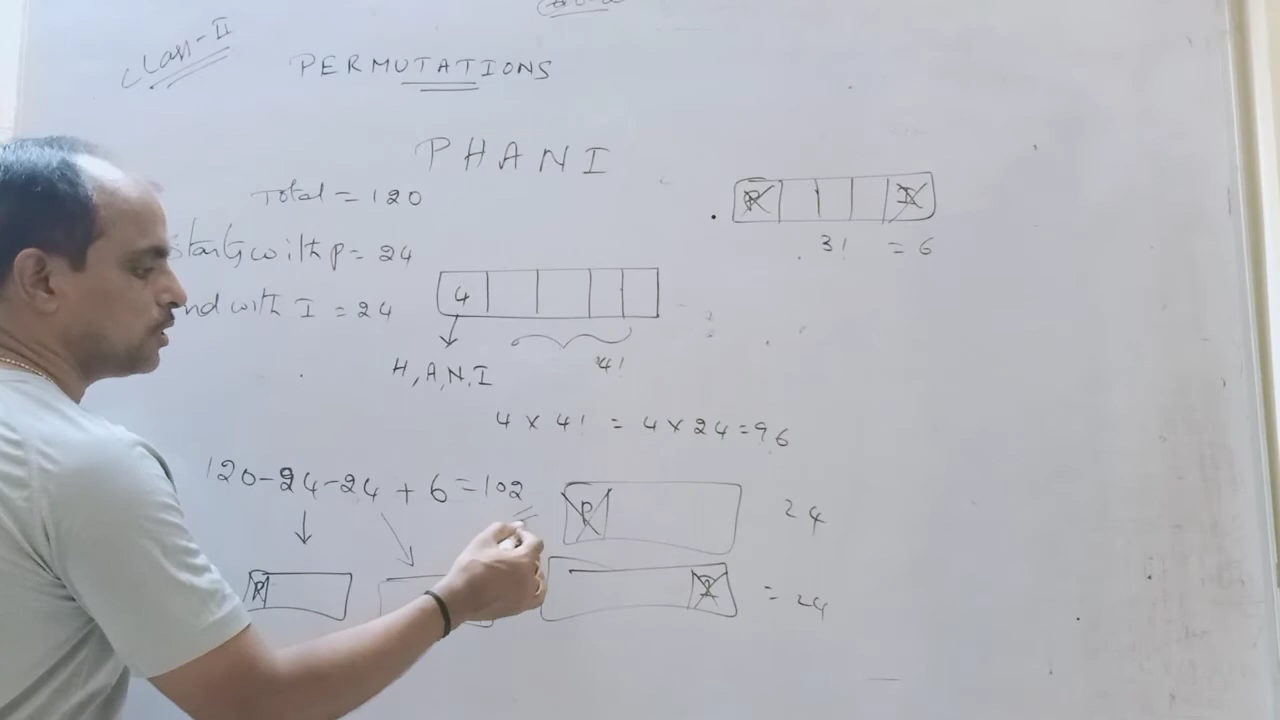 Class-II
PERMUTATIONS
PHANI
Total = 120
Starts with P = 24
End with I = 24
4
H, A, N, I
4!
4 × 4! = 4 × 24 = 96
P I
3! = 6
120-24-24+6=102
P
P 24
I = 24